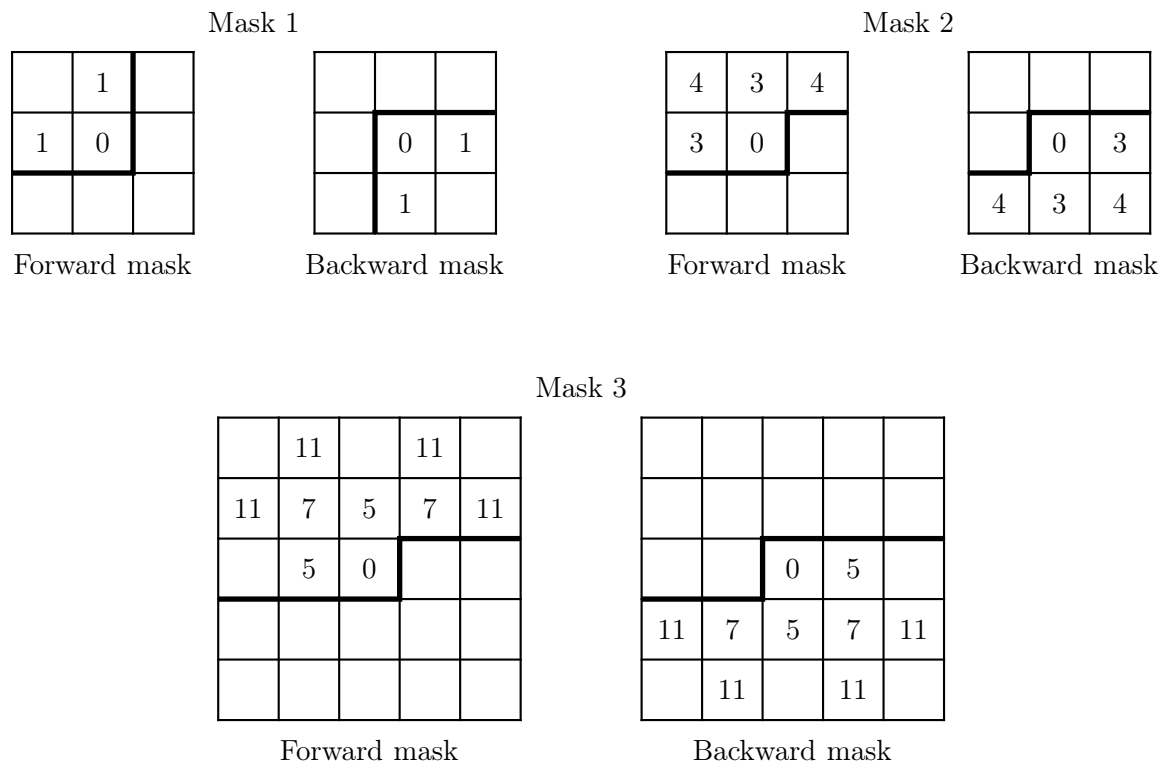 Mask 1
Mask 2
1
4 3 4
1 0
0 1
3 0
0 3
1
4 3 4
Forward mask
Backward mask
Forward mask
Backward mask
Mask 3
11 11
11 7 5 7 11
5 0
0 5
11 7 5 7 11
11 11
Forward mask
Backward mask